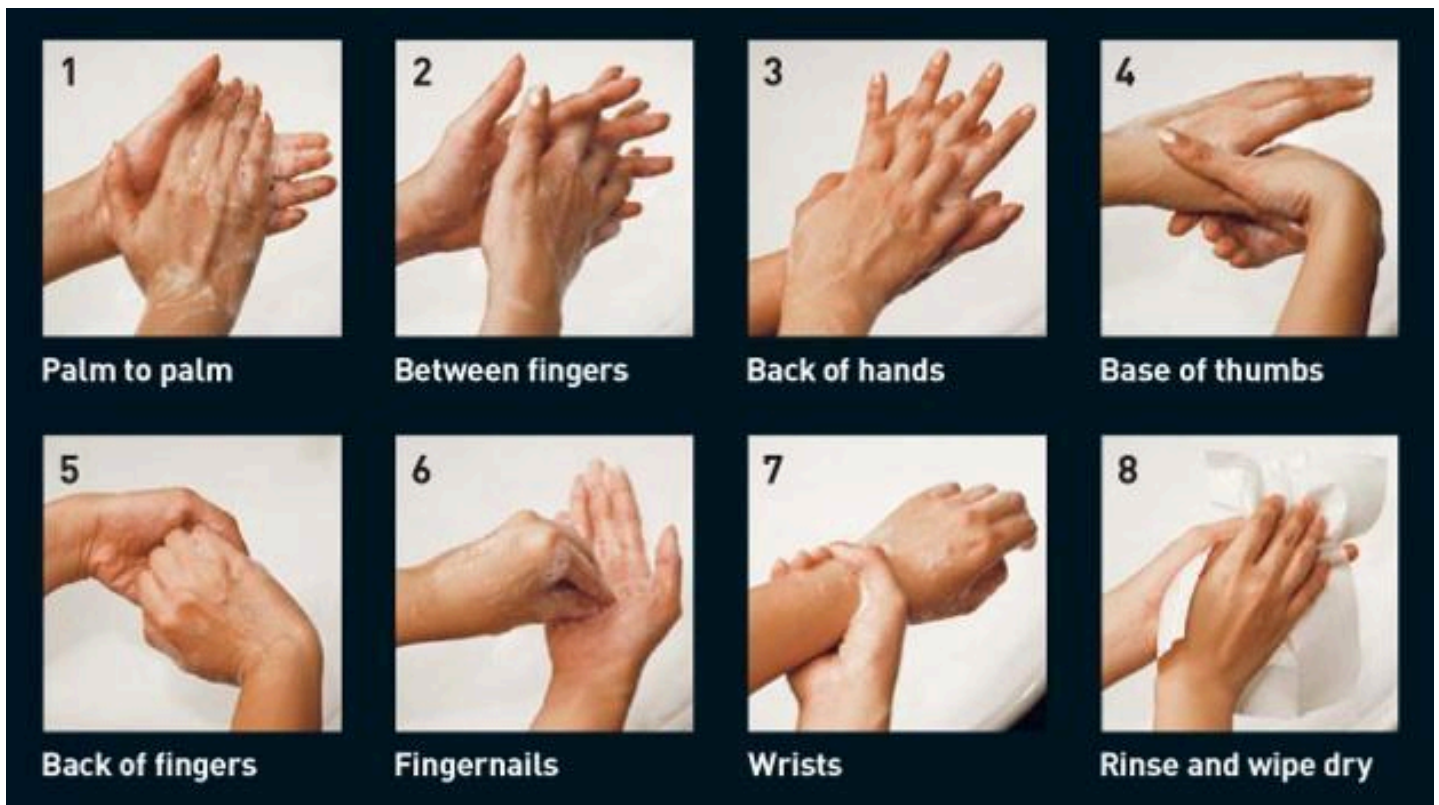 1
Palm to palm
2
Between fingers
3
Back of hands
4
Base of thumbs
5
Back of fingers
6
Fingernails
7
Wrists
8
Rinse and wipe dry